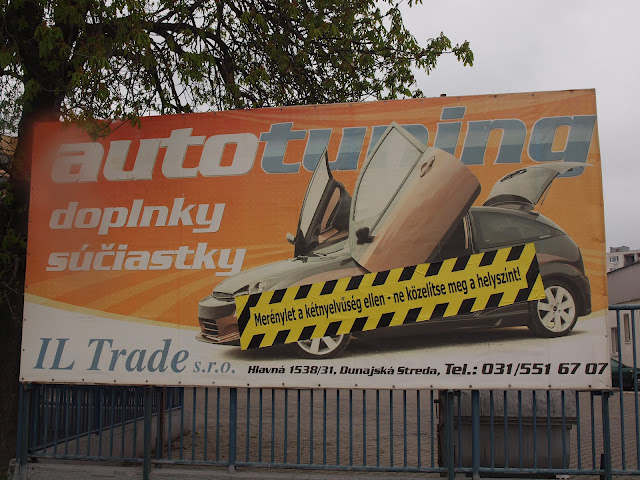 autotuning
doplnky
súčiastky
Merénylet a kétnyelvűség ellen - ne közelítse meg a helyszínt!
IL Trade s.r.o. Hlavná 1538/31, Dunajská Streda, Tel.: 031/551 67 07